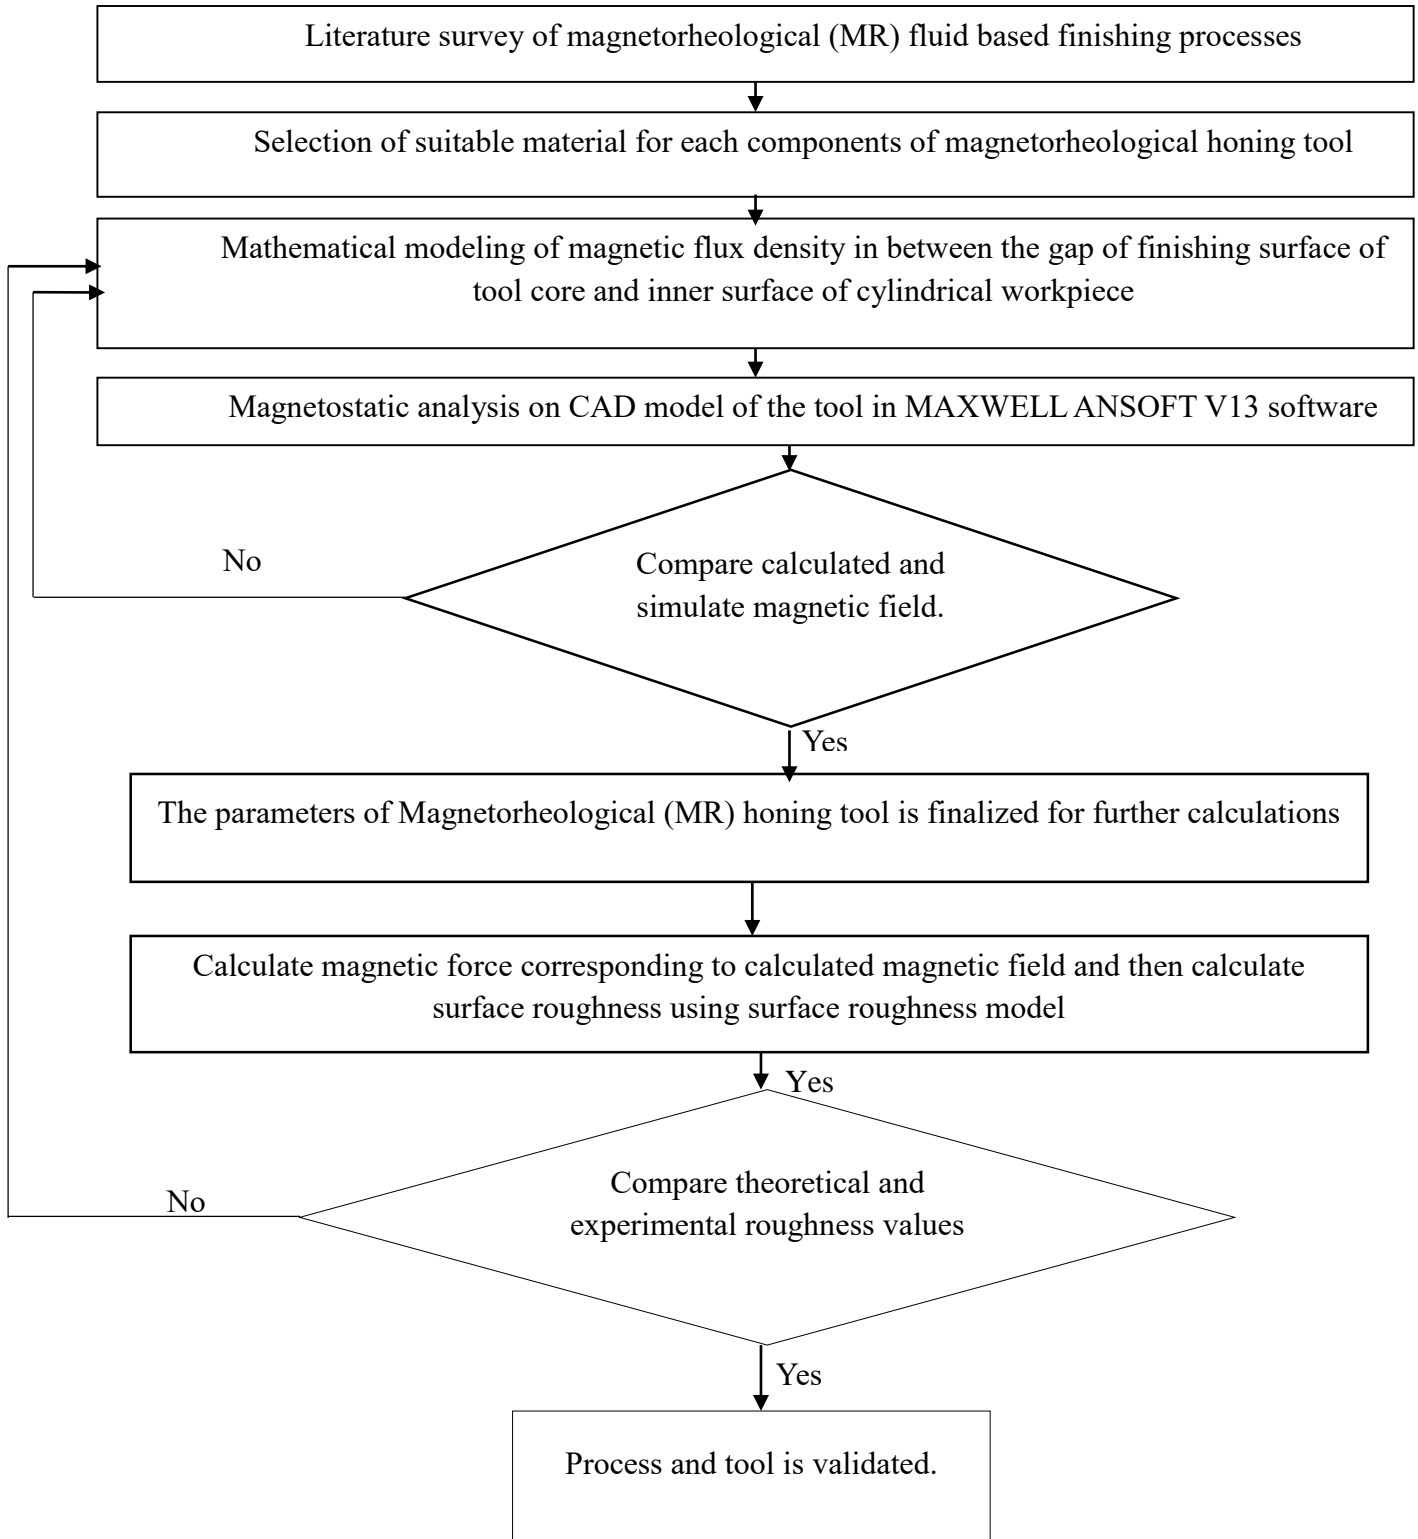 Literature survey of magnetorheological (MR) fluid based finishing processes
Selection of suitable material for each components of magnetorheological honing tool
Mathematical modeling of magnetic flux density in between the gap of finishing surface of
tool core and inner surface of cylindrical workpiece
Magnetostatic analysis on CAD model of the tool in MAXWELL ANSOFT V13 software
No
Compare calculated and
simulate magnetic field.
Yes
The parameters of Magnetorheological (MR) honing tool is finalized for further calculations
Calculate magnetic force corresponding to calculated magnetic field and then calculate
surface roughness using surface roughness model
Yes
No
Compare theoretical and
experimental roughness values
Yes
Process and tool is validated.